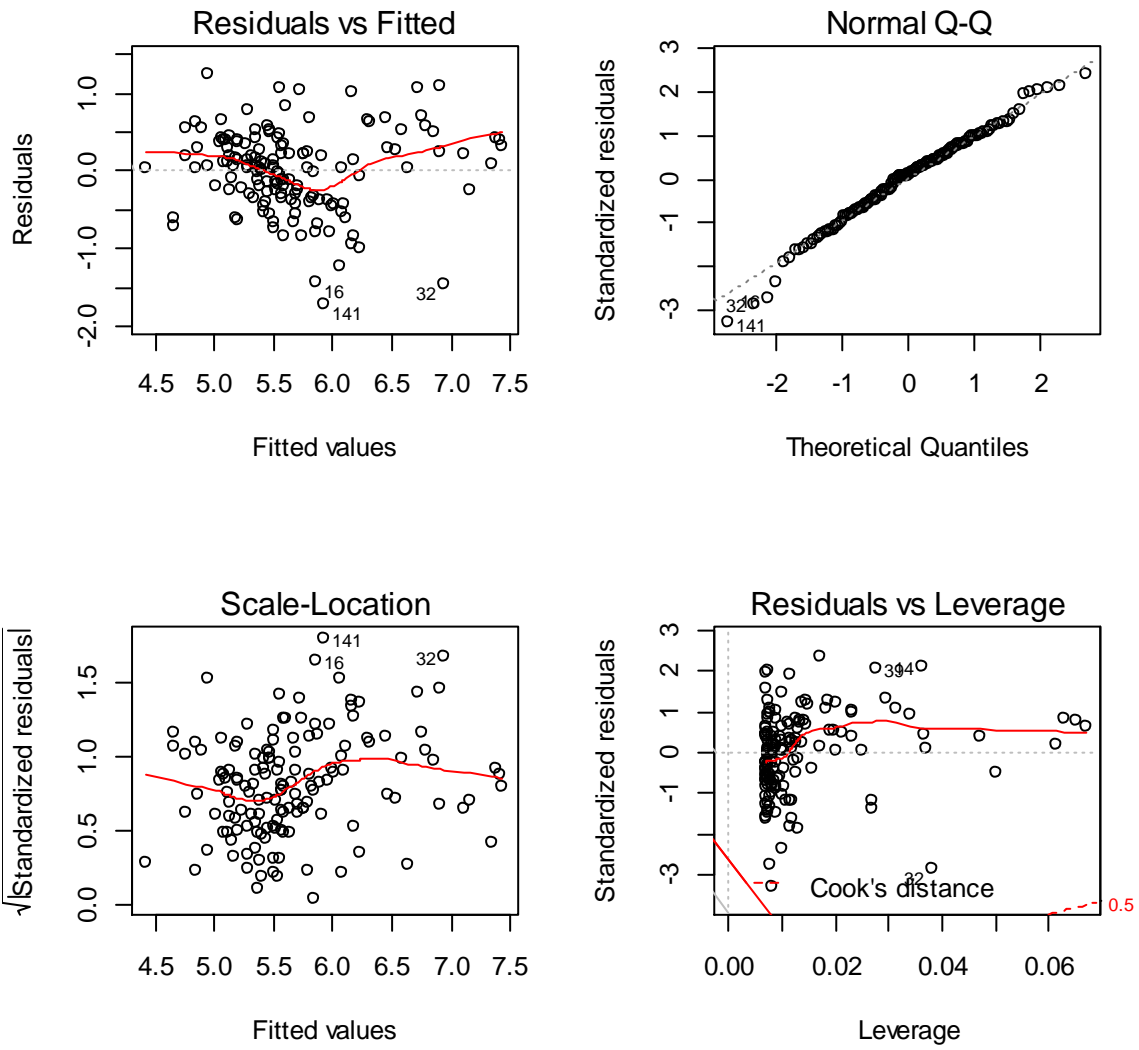 Residuals vs Fitted
Residuals
1.0
0.0
-1.0
-2.0
16
32
141
4.5 5.0 5.5 6.0 6.5 7.0 7.5
Fitted values
Normal Q-Q
Standardized residuals
3
2
1
0
-1
-3
32
16
141
-2 -1 0 1 2
Theoretical Quantiles
Scale-Location
√|Standardized residuals|
1.5
1.0
0.5
0.0
141
16
32
4.5 5.0 5.5 6.0 6.5 7.0 7.5
Fitted values
Residuals vs Leverage
Standardized residuals
3
2
1
0
-1
-3
32
Cook's distance
0.5
0.00 0.02 0.04 0.06
Leverage